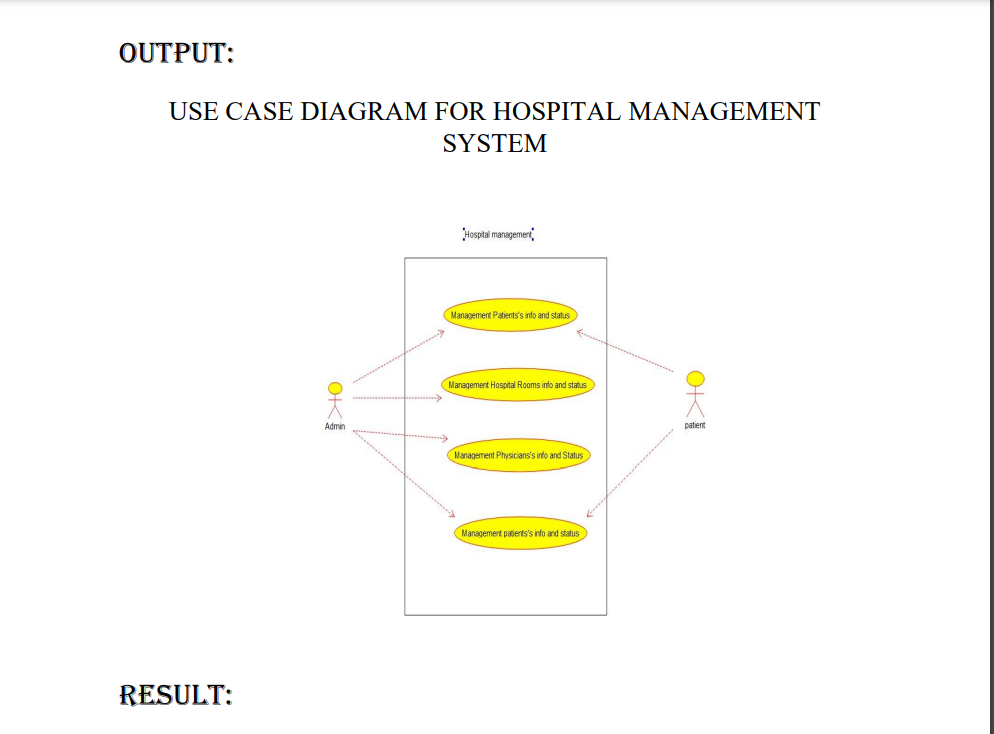 OUTPUT:
USE CASE DIAGRAM FOR HOSPITAL MANAGEMENT
SYSTEM
Hospital management
Management Patients's info and status
Management Hospital Rooms info and status
Admin
patient
Management Physicians's info and Status
Management patients's info and status
RESULT: